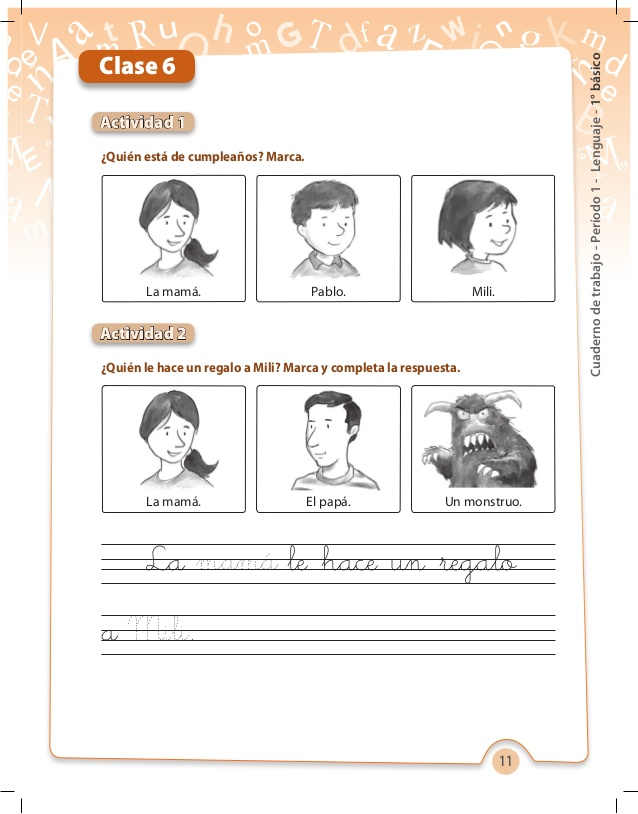 Clase 6
Actividad 1
¿Quién está de cumpleaños? Marca.
La mamá.
Pablo.
Mili.
Actividad 2
¿Quién le hace un regalo a Mili? Marca y completa la respuesta.
La mamá.
El papá.
Un monstruo.
La mamá le hace un regalo
a Mili.
Cuaderno de trabajo - Período 1 - Lenguaje - 1° básico
11